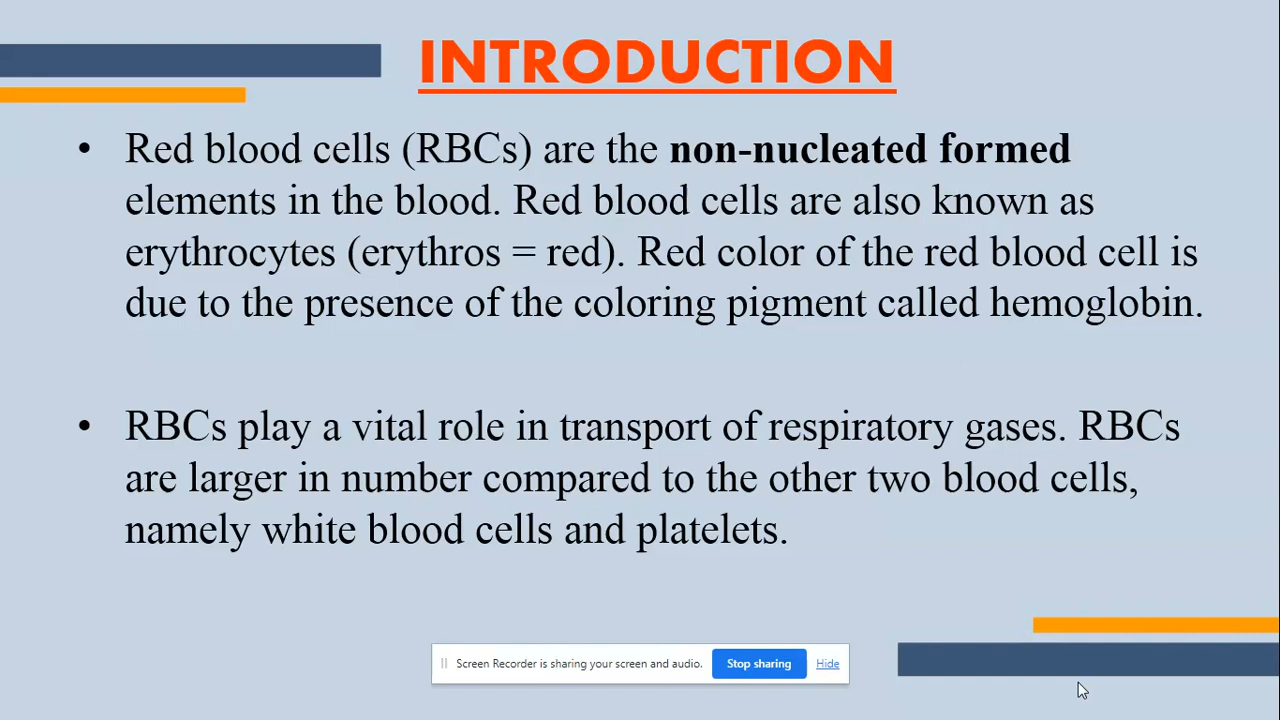 INTRODUCTION
• Red blood cells (RBCs) are the non-nucleated formed
elements in the blood. Red blood cells are also known as
erythrocytes (erythros = red). Red color of the red blood cell is
due to the presence of the coloring pigment called hemoglobin.
• RBCs play a vital role in transport of respiratory gases. RBCs
are larger in number compared to the other two blood cells,
namely white blood cells and platelets.
Screen Recorder is sharing your screen and audio. Stop sharing Hide